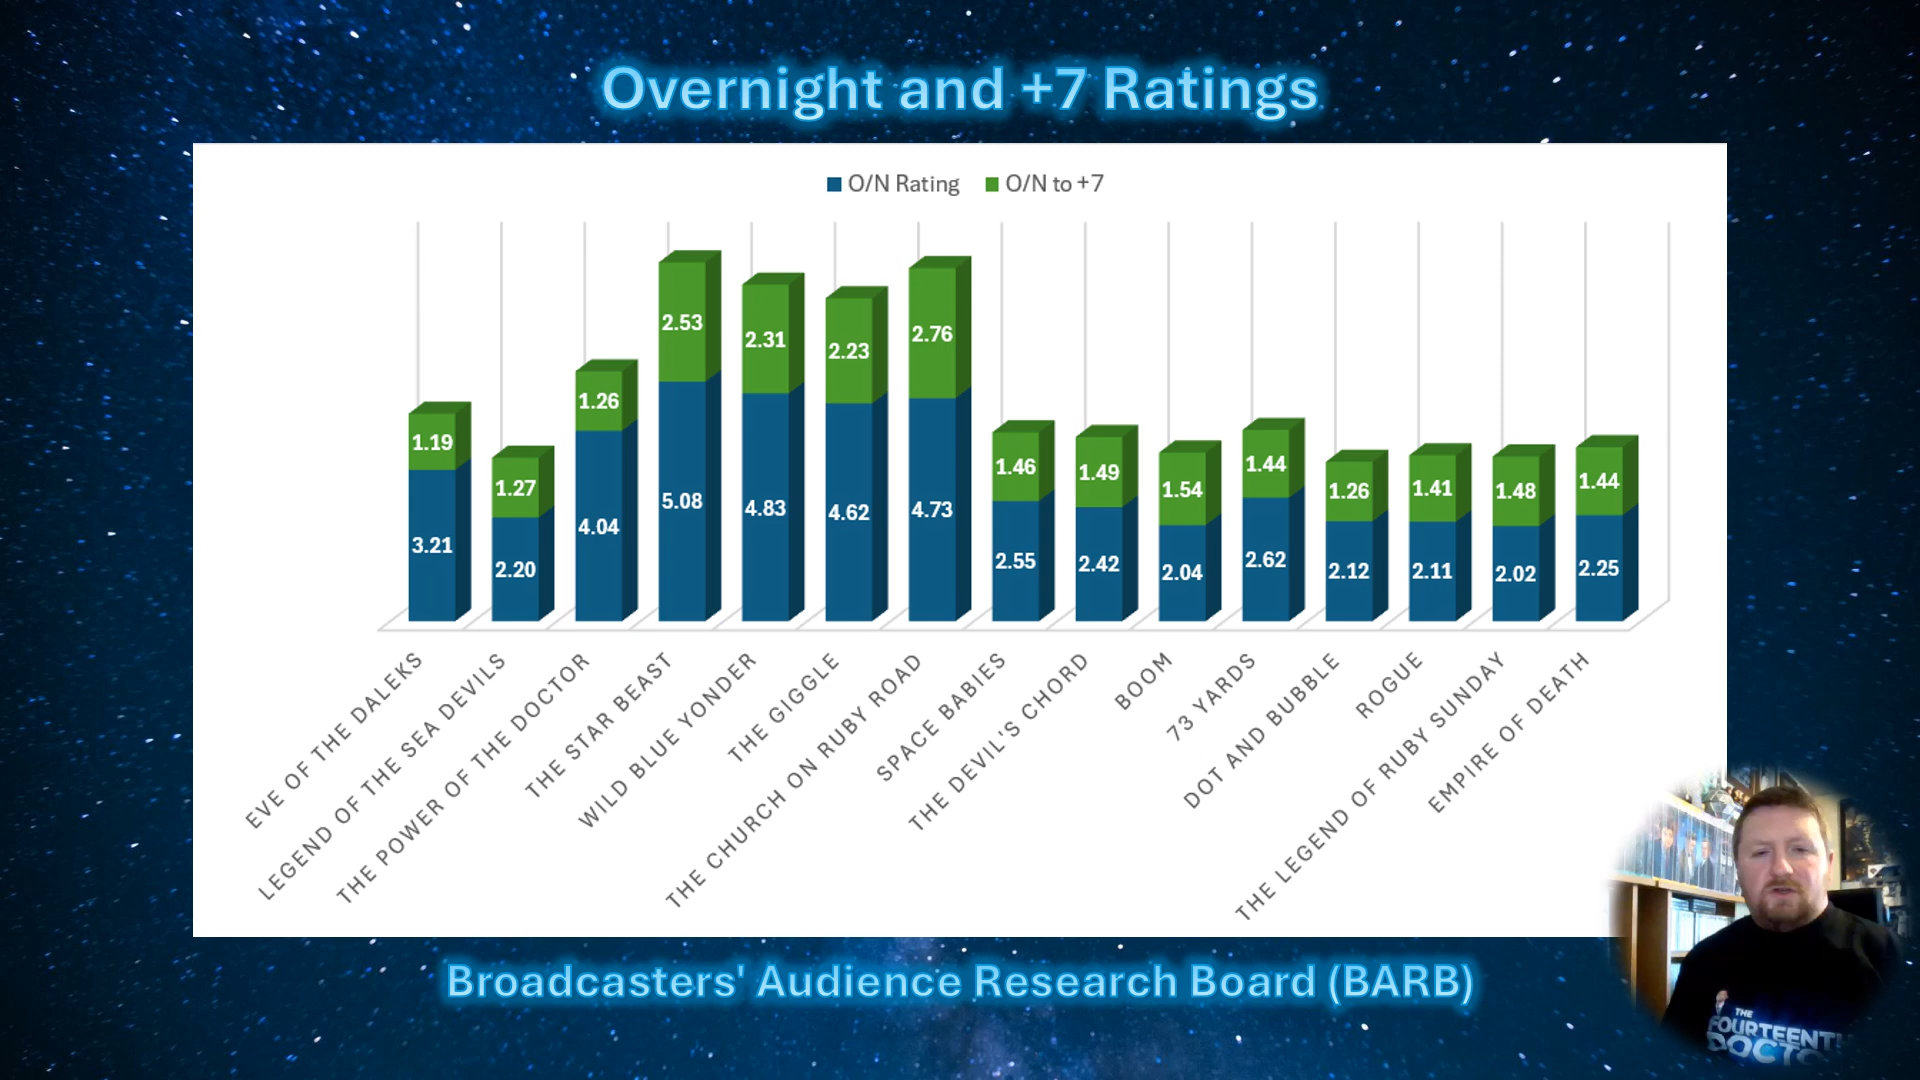 Overnight and +7 Ratings
O/N Rating O/N to +7
1.19 1.27 1.26 2.53 2.31 2.23 2.76 1.46 1.49 1.54 1.44 1.26 1.41 1.48 1.44
3.21 2.20 4.04 5.08 4.83 4.62 4.73 2.55 2.42 2.04 2.62 2.12 2.11 2.02 2.25
EVE OF THE DALEKS
LEGEND OF THE SEA DEVILS
THE POWER OF THE DOCTOR
THE STAR BEAST
WILD BLUE YONDER
THE GIGGLE
THE CHURCH ON RUBY ROAD
SPACE BABIES
THE DEVIL'S CHORD
BOOM
73 YARDS
DOT AND BUBBLE
ROGUE
THE LEGEND OF RUBY SUNDAY
EMPIRE OF DEATH
Broadcasters' Audience Research Board (BARB)
THE
FOURTEENTH
DOCTO